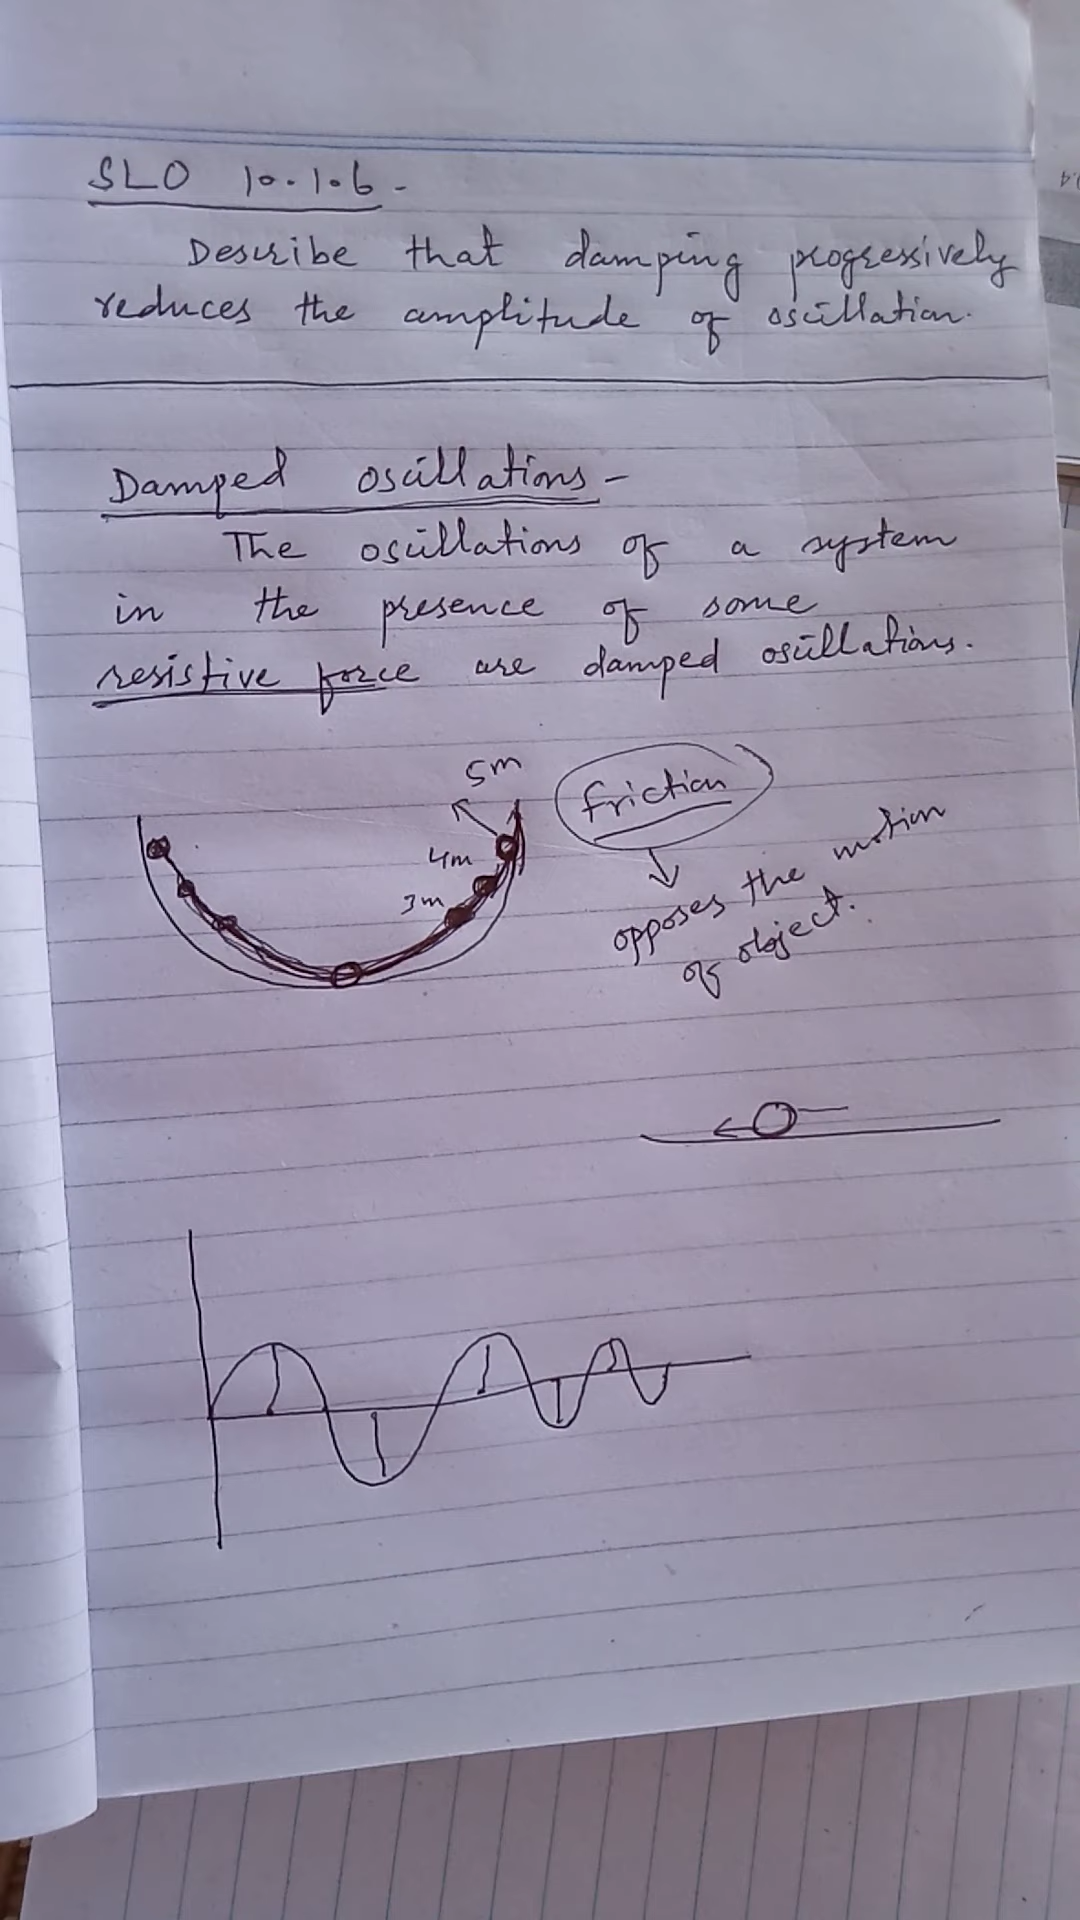 SLO 10.1.6 -
Describe that damping progressively
reduces the amplitude of oscillation.
Damped oscillations -
The oscillations of a system
in the presence of some
resistive force are damped oscillations.
5m
4m
3m
friction
opposes the motion
of object.